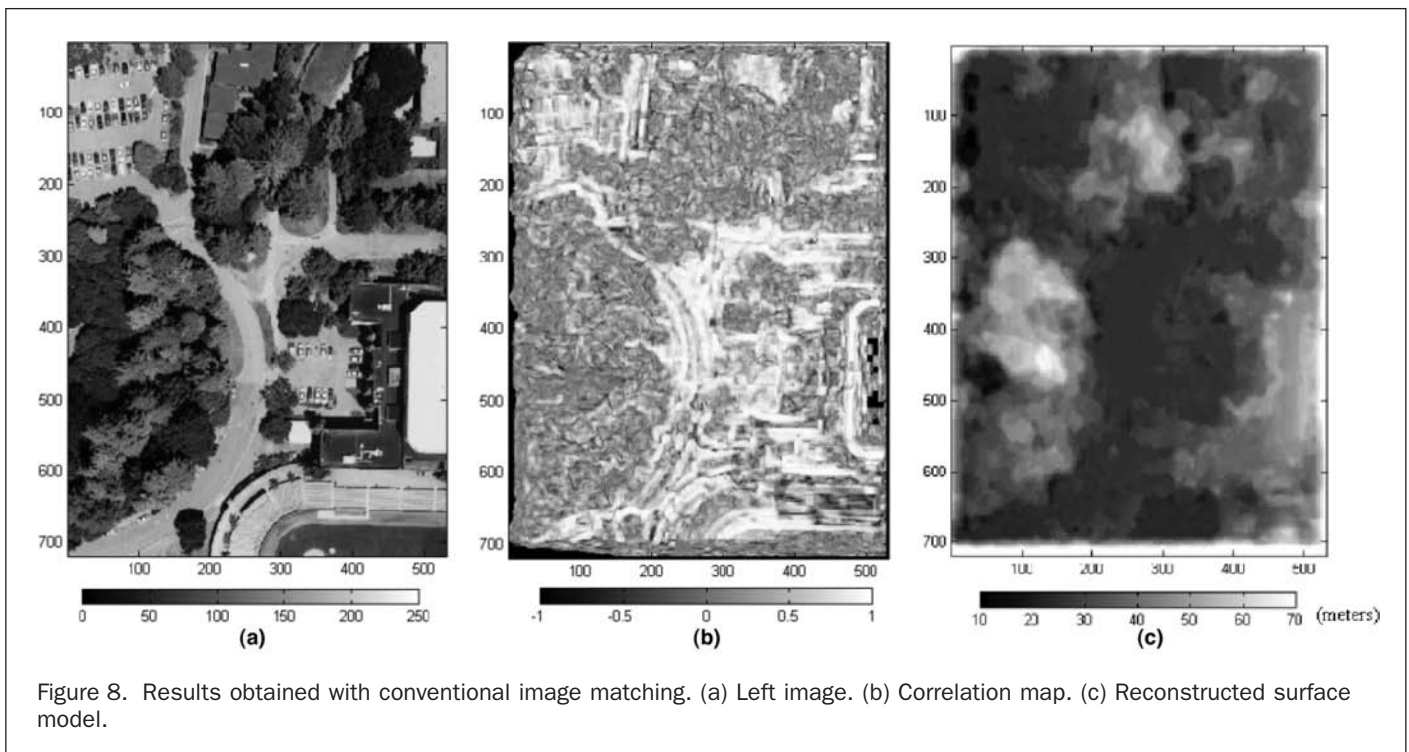 100
200
300
400
500
600
700
100 200 300 400 500
0 50 100 150 200 250
(a)
100
200
300
400
500
600
700
100 200 300 400 500
-1 -0.5 0 0.5 1
(b)
100
200
300
400
500
600
700
100 200 300 400 500
10 20 30 40 50 60 70 (meters)
(c)
Figure 8. Results obtained with conventional image matching. (a) Left image. (b) Correlation map. (c) Reconstructed surface
model.